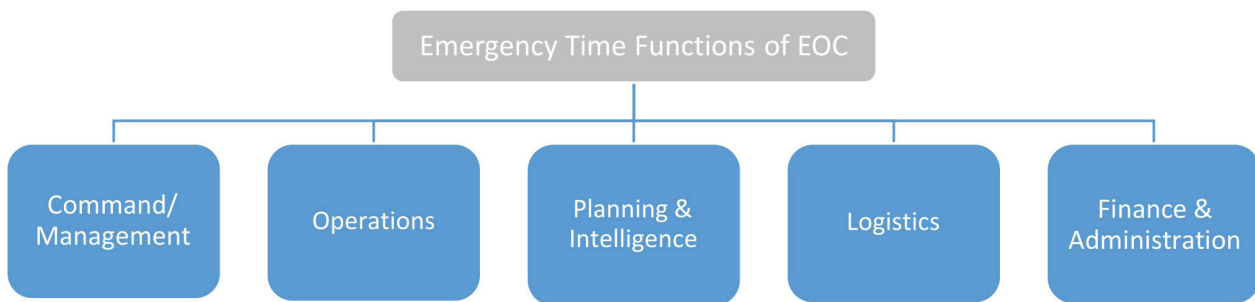 Emergency Time Functions of EOC
Command/
Management
Operations
Planning &
Intelligence
Logistics
Finance &
Administration